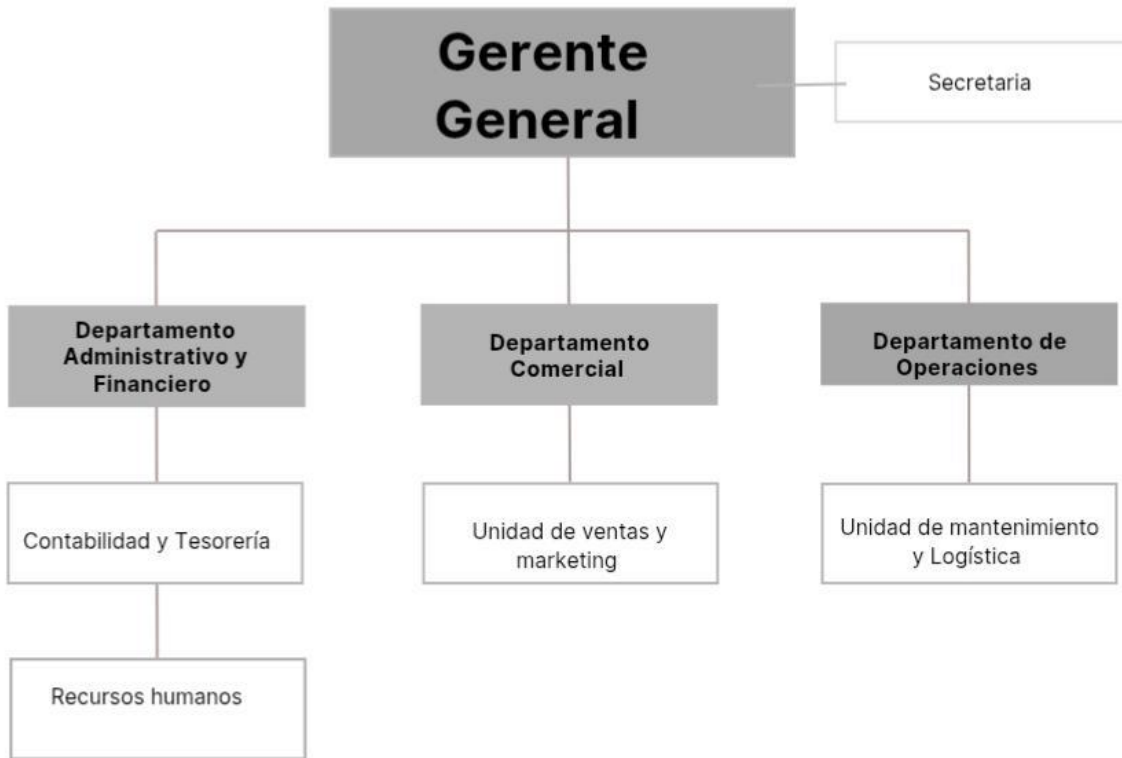 Gerente
General
Secretaria
Departamento
Administrativo y
Financiero
Departamento
Comercial
Departamento de
Operaciones
Contabilidad y Tesorería
Unidad de ventas y
marketing
Unidad de mantenimiento
y Logística
Recursos humanos